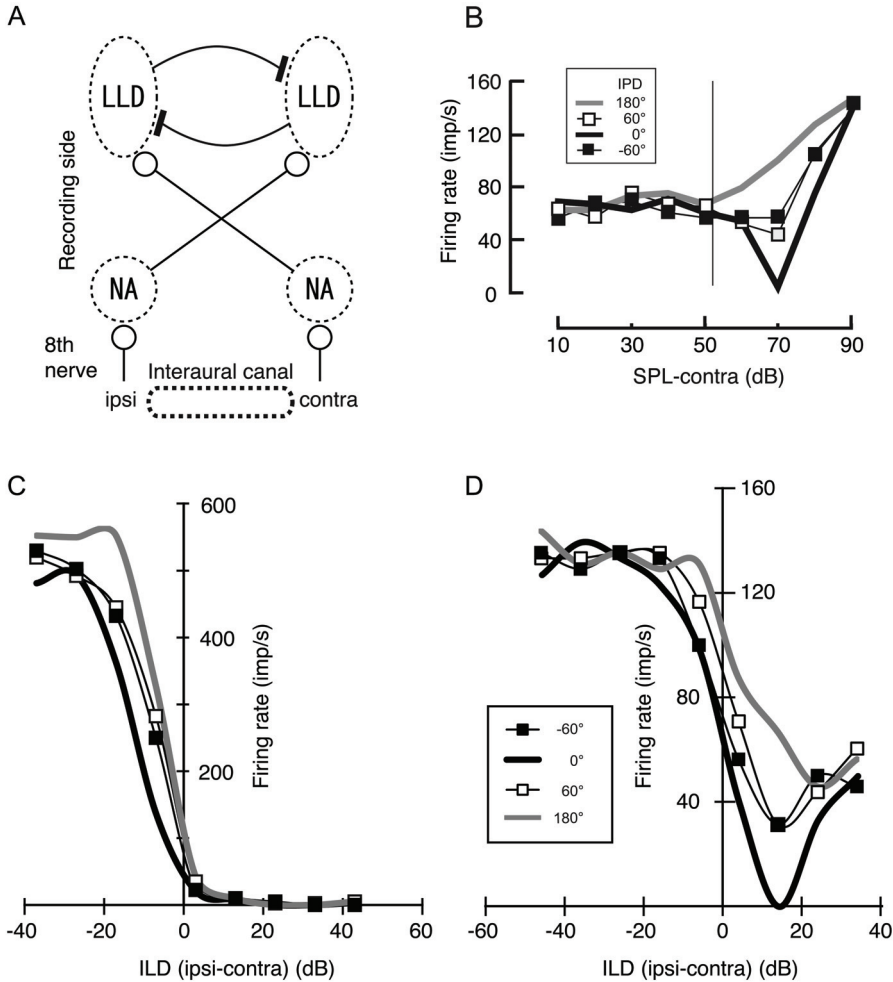 A
LLD
LLD
Recording side
NA
NA
8th
nerve
Interaural canal
ipsi
contra
B
160
120
80
40
0
Firing rate (imp/s)
IPD
180°
60°
0°
-60°
10
30
50
70
90
SPL-contra (dB)
C
600
400
200
Firing rate (imp/s)
-40
-20
0
20
40
60
ILD (ipsi-contra) (dB)
D
160
120
80
40
Firing rate (imp/s)
-60°
0°
60°
180°
-60
-40
-20
0
20
40
ILD (ipsi-contra) (dB)